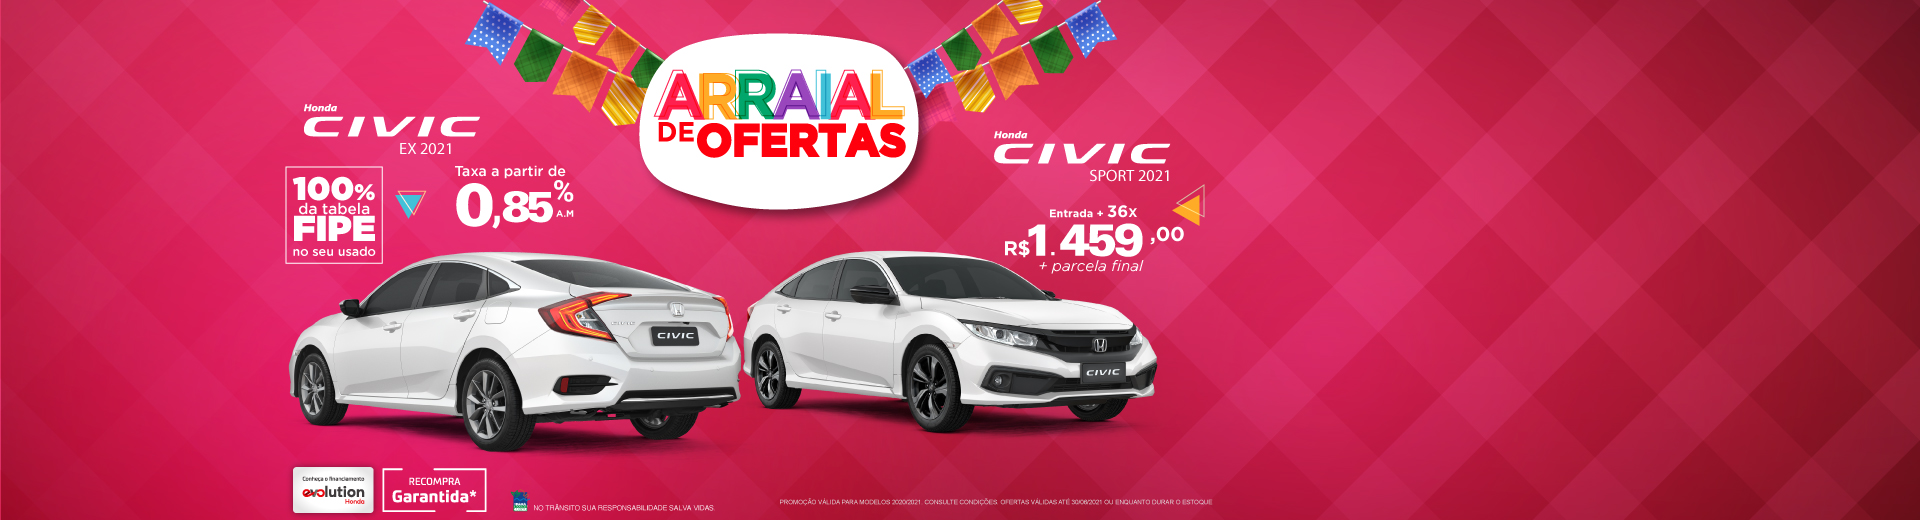 ARRAIAL
DE OFERTAS
Honda
CIVIC
EX 2021
100%
da tabela
FIPE
no seu usado
Taxa a partir de
0,85% A.M
Honda
CIVIC
SPORT 2021
Entrada + 36x
R$1.459,00
+ parcela final
CIVIC
CIVIC
CIVIC
Conheça o financiamento
evolution
Honda
RECOMPRA
Garantida*
NO TRÂNSITO SUA RESPONSABILIDADE SALVA VIDAS.
PROMOÇÃO VÁLIDA PARA MODELOS 2020/2021. CONSULTE CONDIÇÕES. OFERTAS VÁLIDAS ATÉ 30/06/2021 OU ENQUANTO DURAR O ESTOQUE